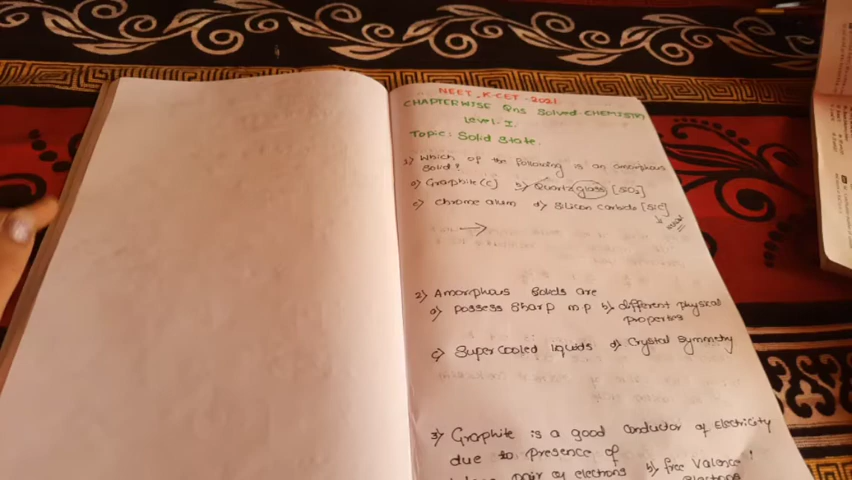 NEET_K-CET-2021
CHAPTERWISE Qns Solved CHEMISTRY
Level-I.
Topic: Solid State.
1) Which of the following is an amorphous
solid?
a) Graphite (C) b) Quartz glass [SiO2]
c) Chrome alum d) Silicon carbide [SiC]
2) Amorphous solids are
a) Possess Sharp m p b) different physical
properties
c) Super cooled liquids d) Crystal symmetry
3) Graphite is a good conductor of Electricity
due to presence of
pair of electrons b) free Valence
electrons